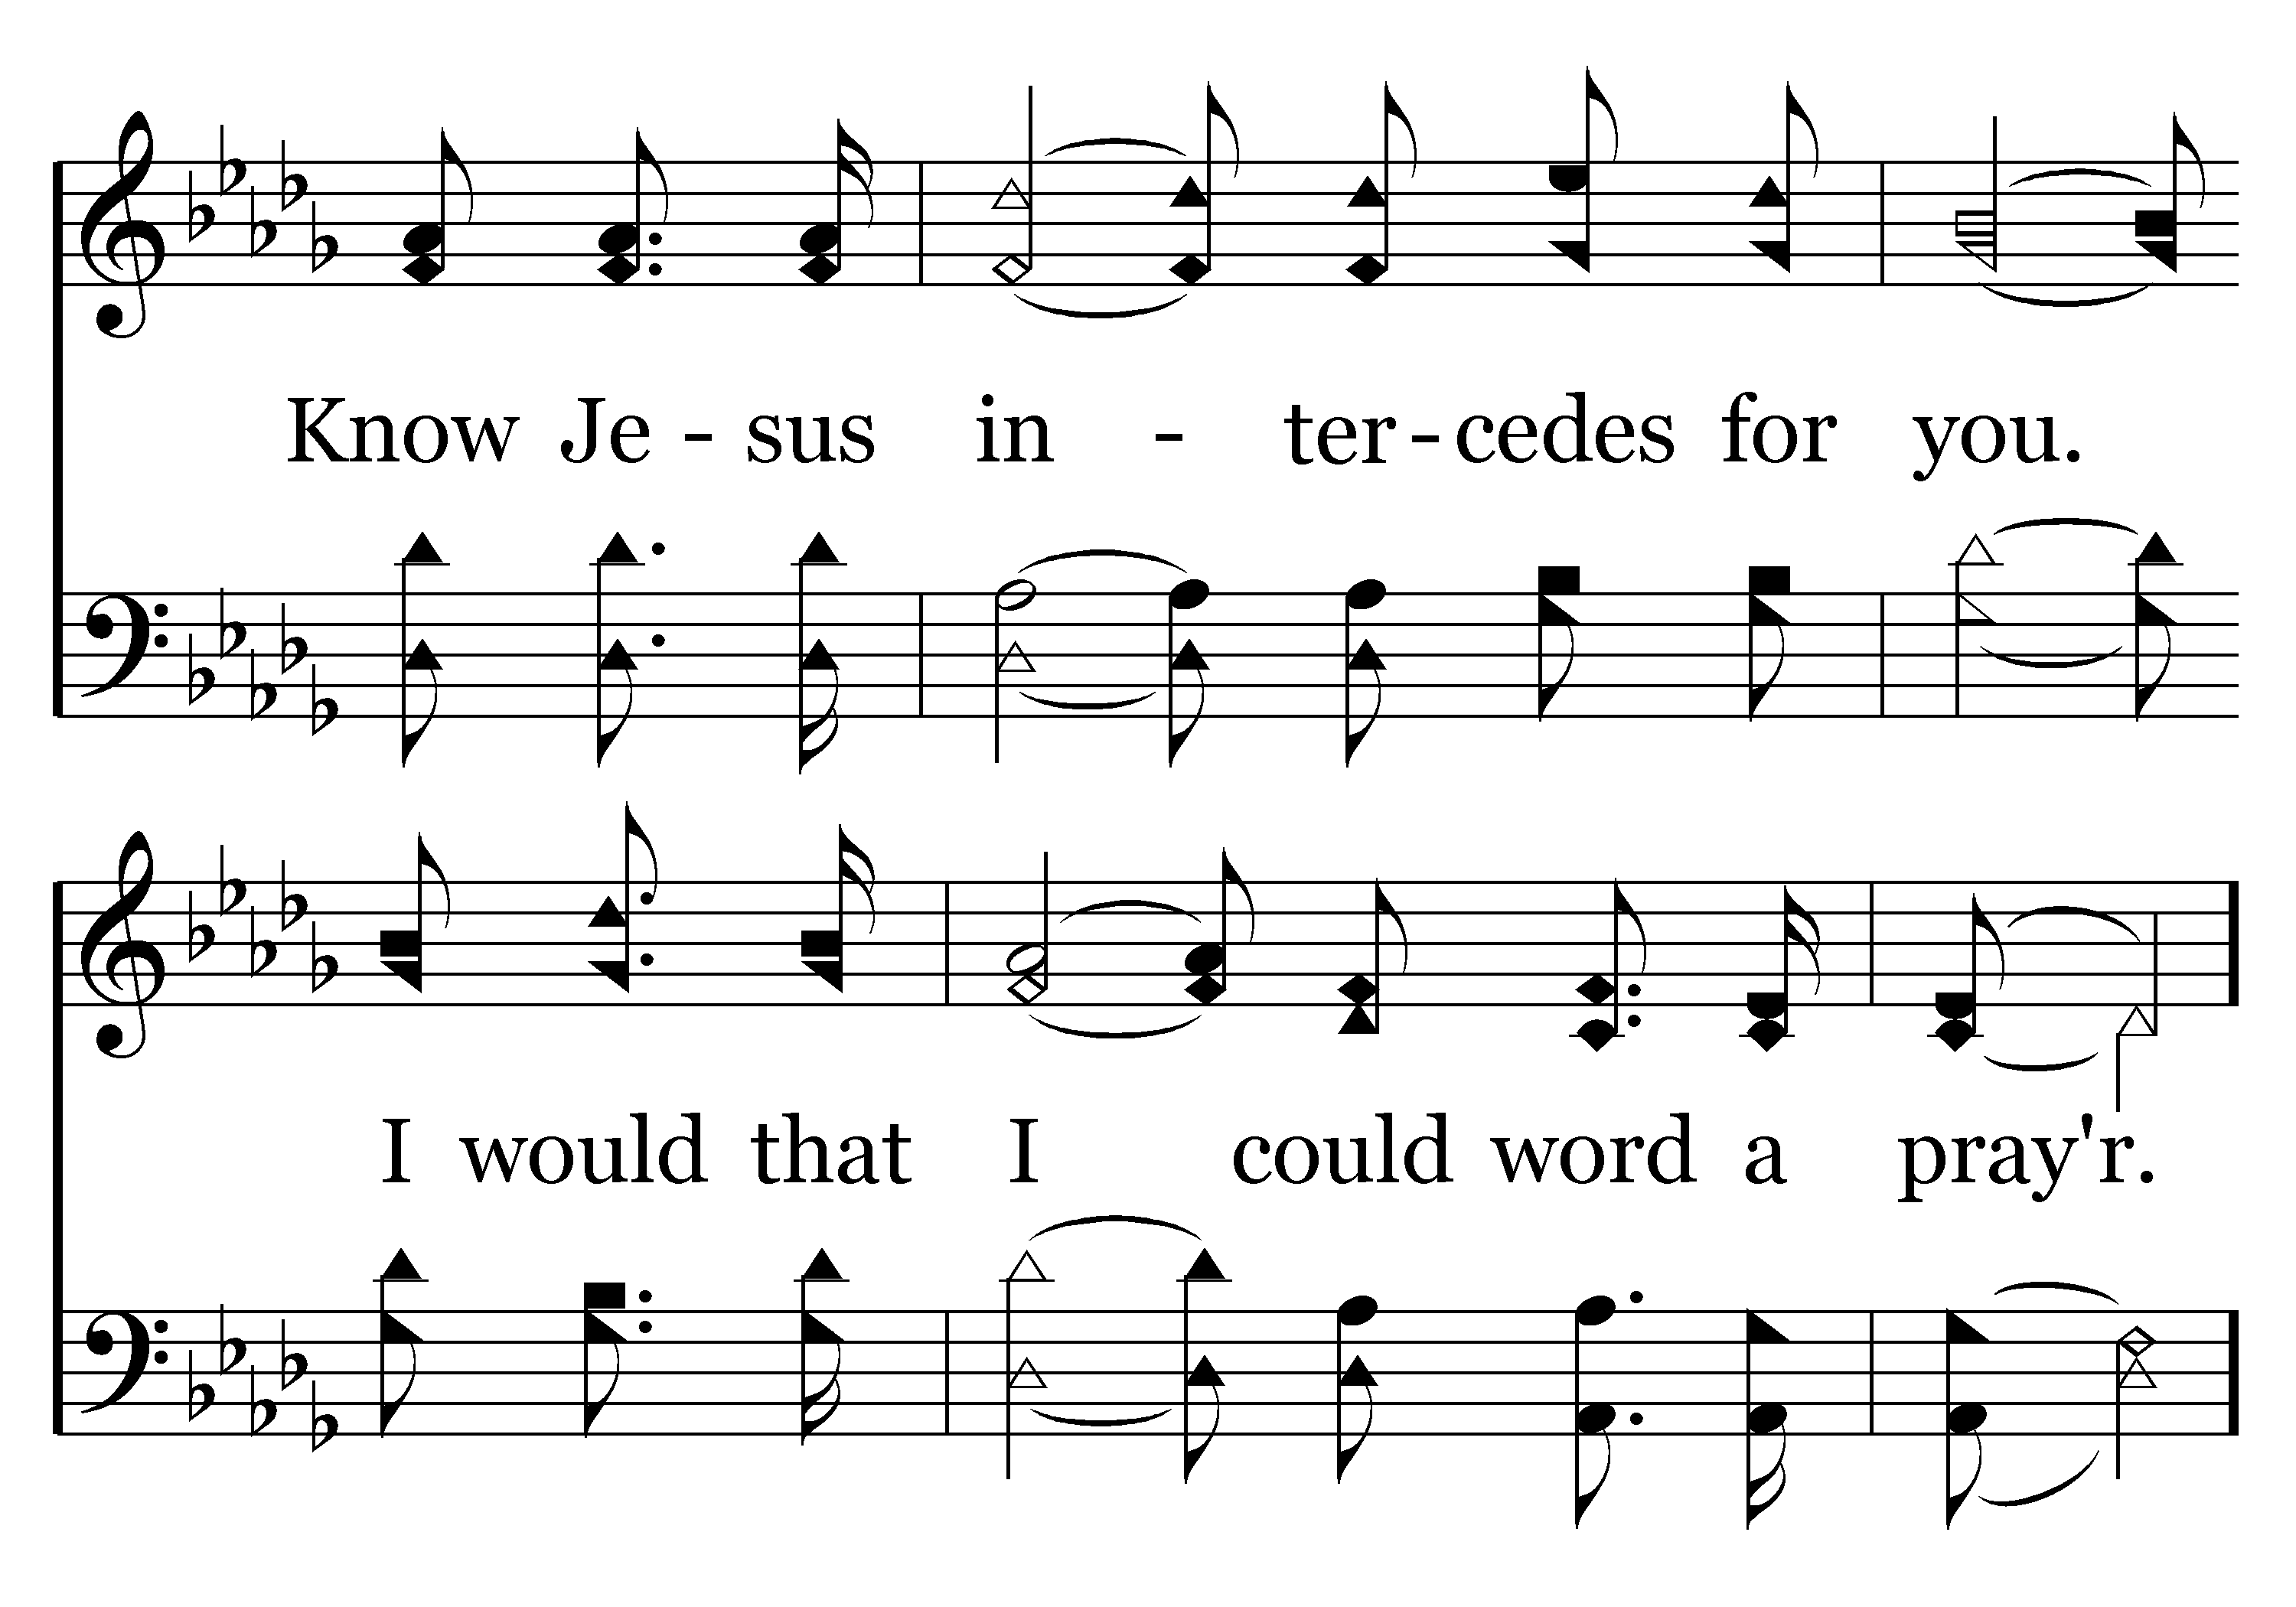 Know Je - sus in - ter - cedes for you.
I would that I could word a pray'r.